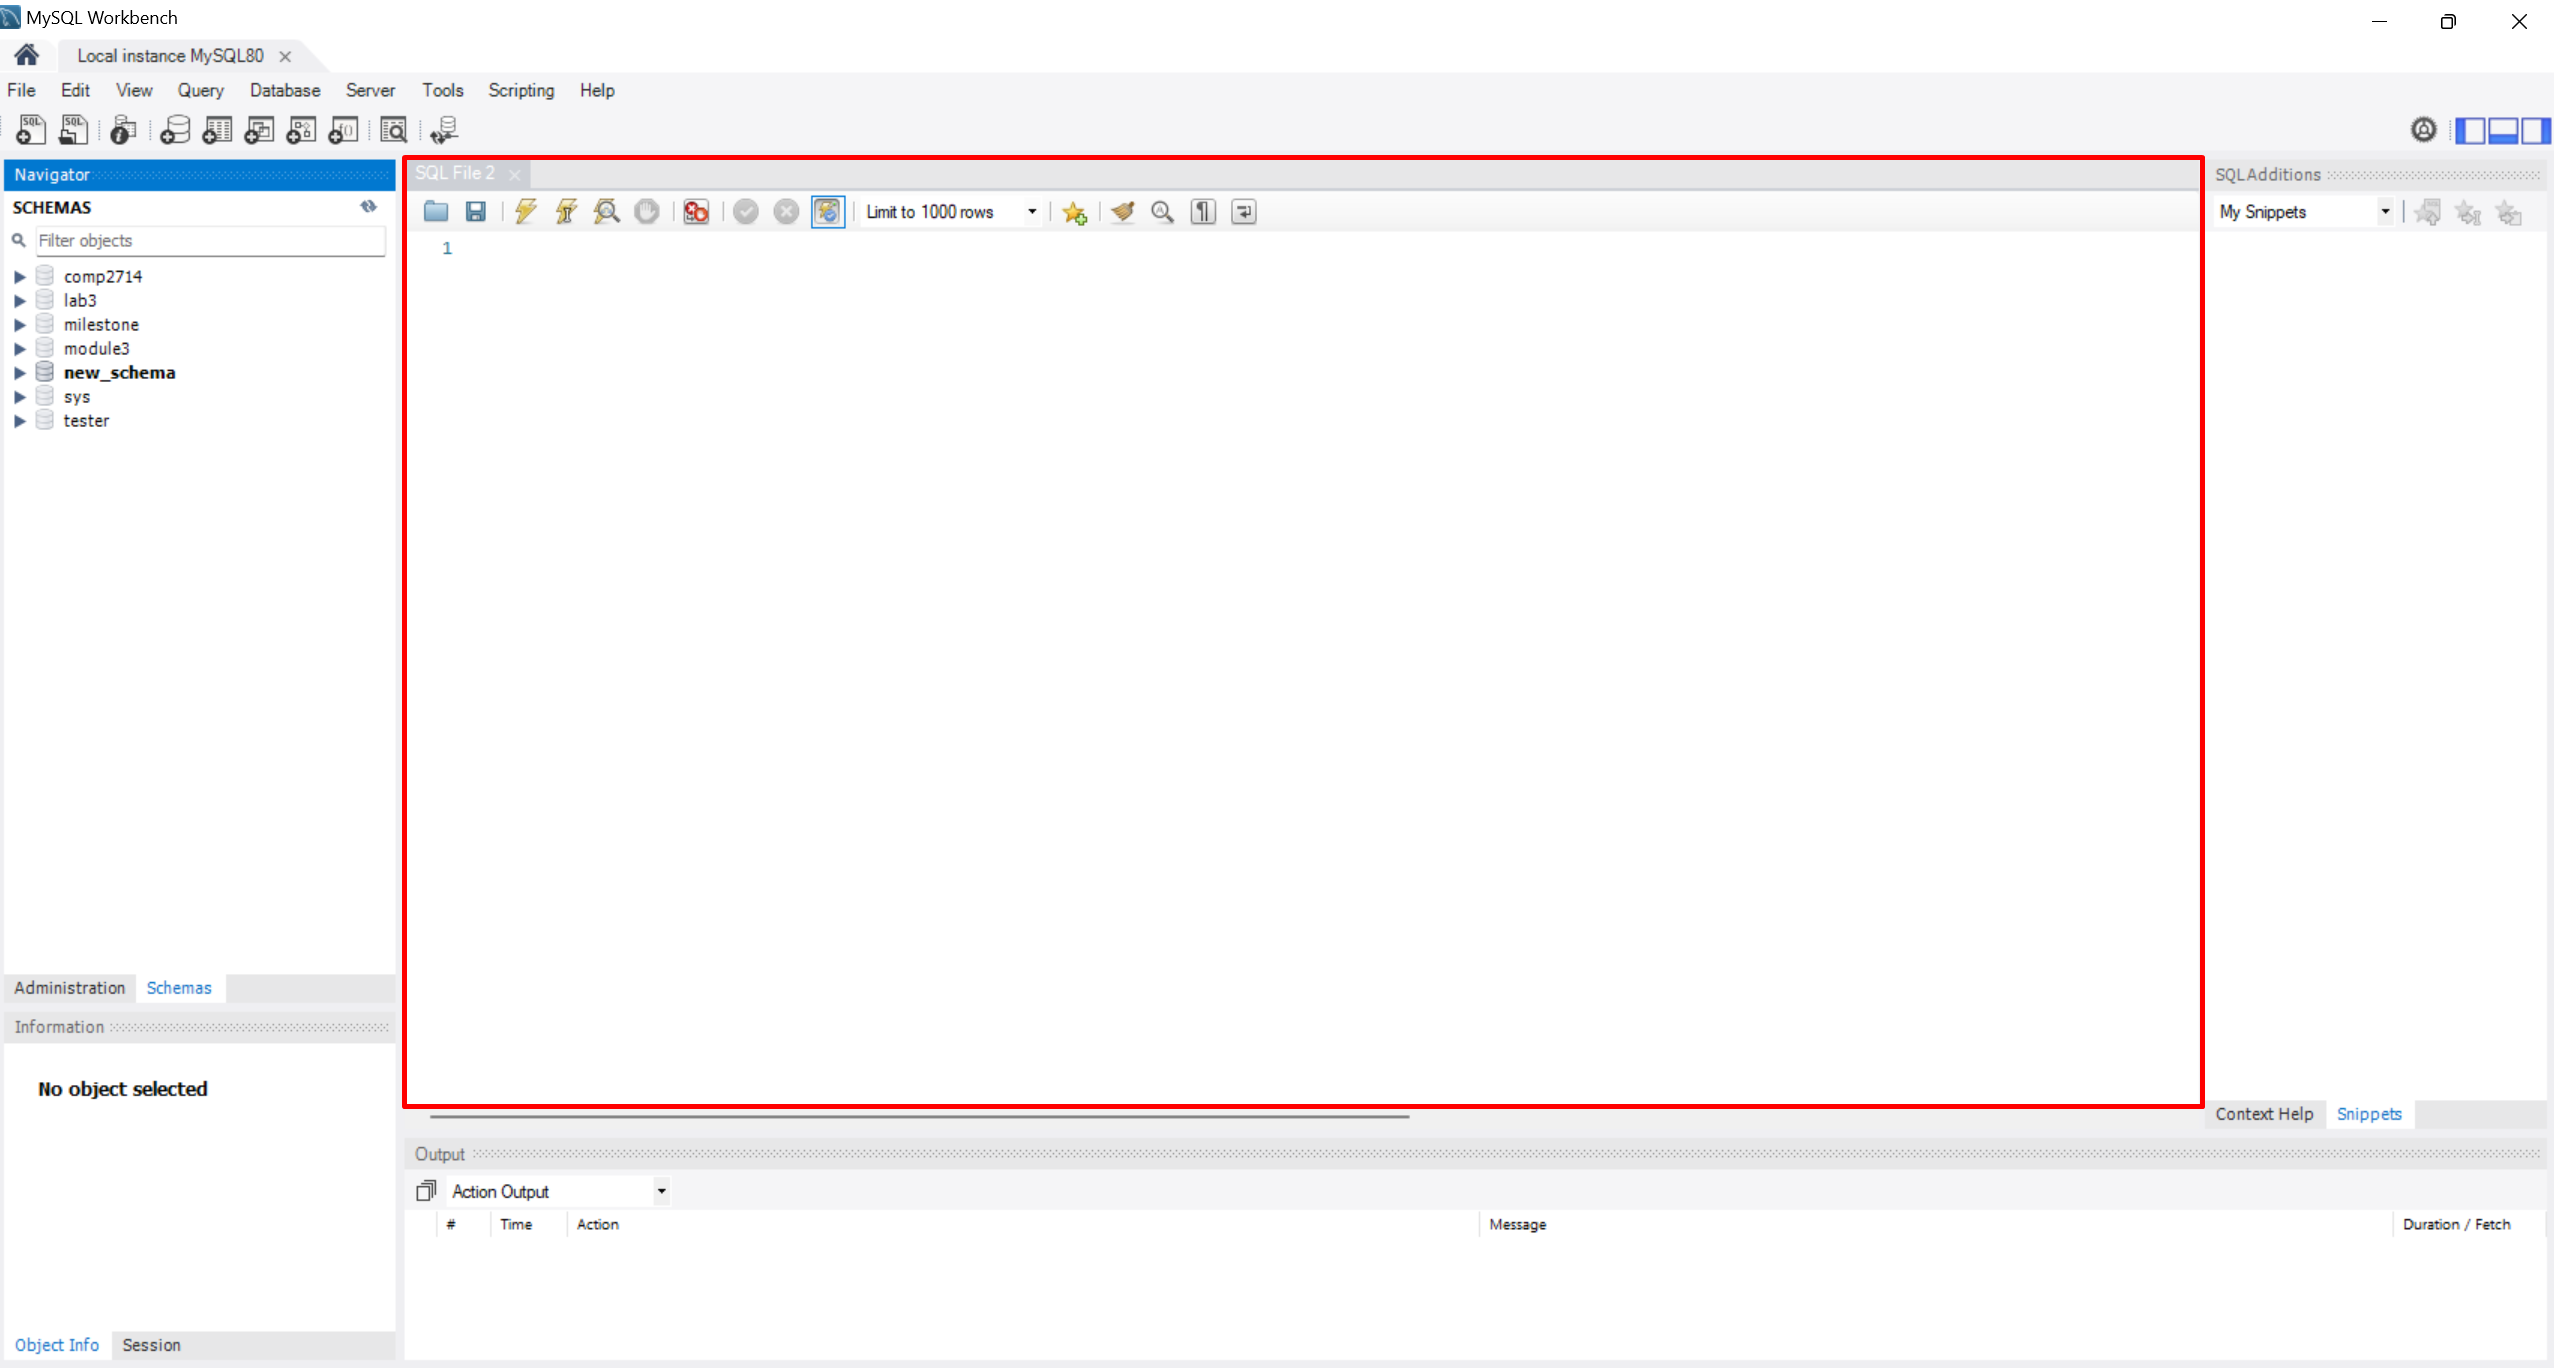 MySQL Workbench
Local instance MySQL80
File Edit View Query Database Server Tools Scripting Help
SQL SQL
Navigator
SCHEMAS
Filter objects
comp2714
lab3
milestone
module3
new_schema
sys
tester
Administration Schemas
Information
No object selected
Object Info Session
SQL File 2
Limit to 1000 rows
1
SQLAdditions
My Snippets
Context Help Snippets
Output
Action Output
# Time Action Message Duration / Fetch